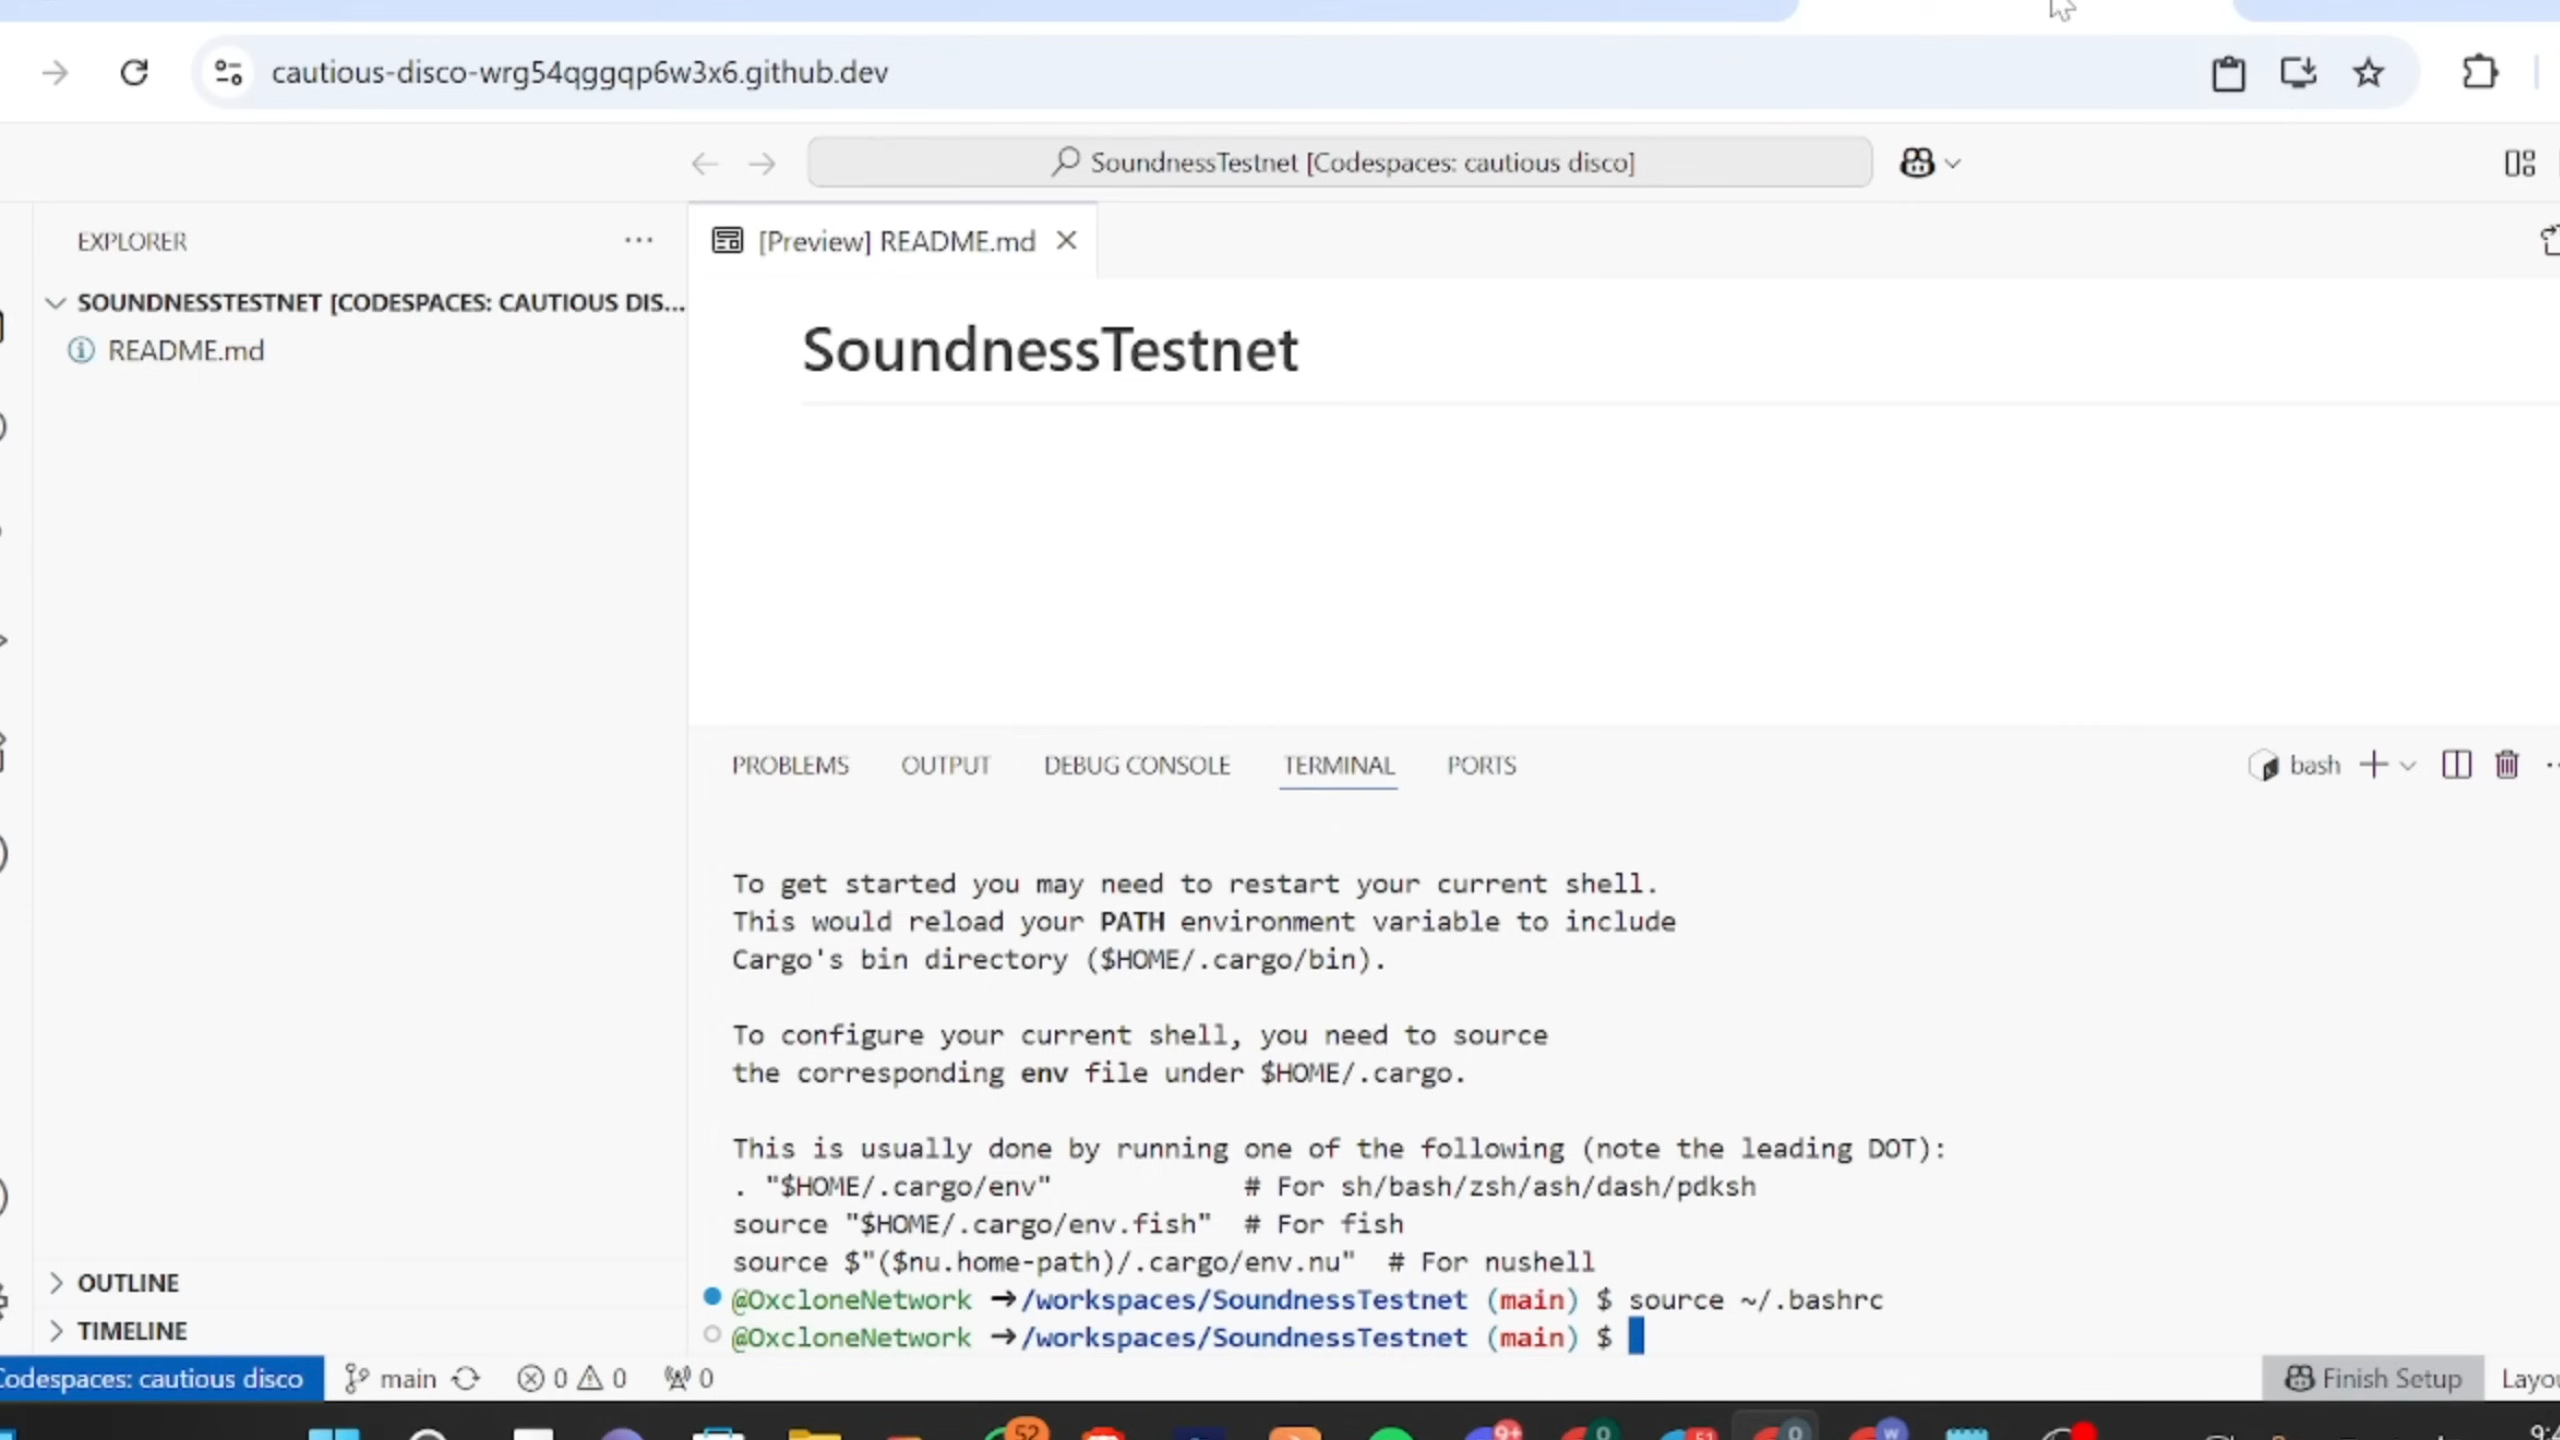 cautious-disco-wrg54qggqp6w3x6.github.dev
SoundnessTestnet [Codespaces: cautious disco]
EXPLORER
[Preview] README.md
SOUNDNESSTESTNET [CODESPACES: CAUTIOUS DIS...
README.md
SoundnessTestnet
PROBLEMS OUTPUT DEBUG CONSOLE TERMINAL PORTS
bash
To get started you may need to restart your current shell.
This would reload your PATH environment variable to include
Cargo's bin directory ($HOME/.cargo/bin).
To configure your current shell, you need to source
the corresponding env file under $HOME/.cargo.
This is usually done by running one of the following (note the leading DOT):
. "$HOME/.cargo/env" # For sh/bash/zsh/ash/dash/pdksh
source "$HOME/.cargo/env.fish" # For fish
source $"($nu.home-path)/.cargo/env.nu" # For nushell
@OxcloneNetwork ➜/workspaces/SoundnessTestnet (main) $ source ~/.bashrc
@OxcloneNetwork ➜/workspaces/SoundnessTestnet (main) $
OUTLINE
TIMELINE
Codespaces: cautious disco
main
0
0
0
Finish Setup
Layou
52
9+